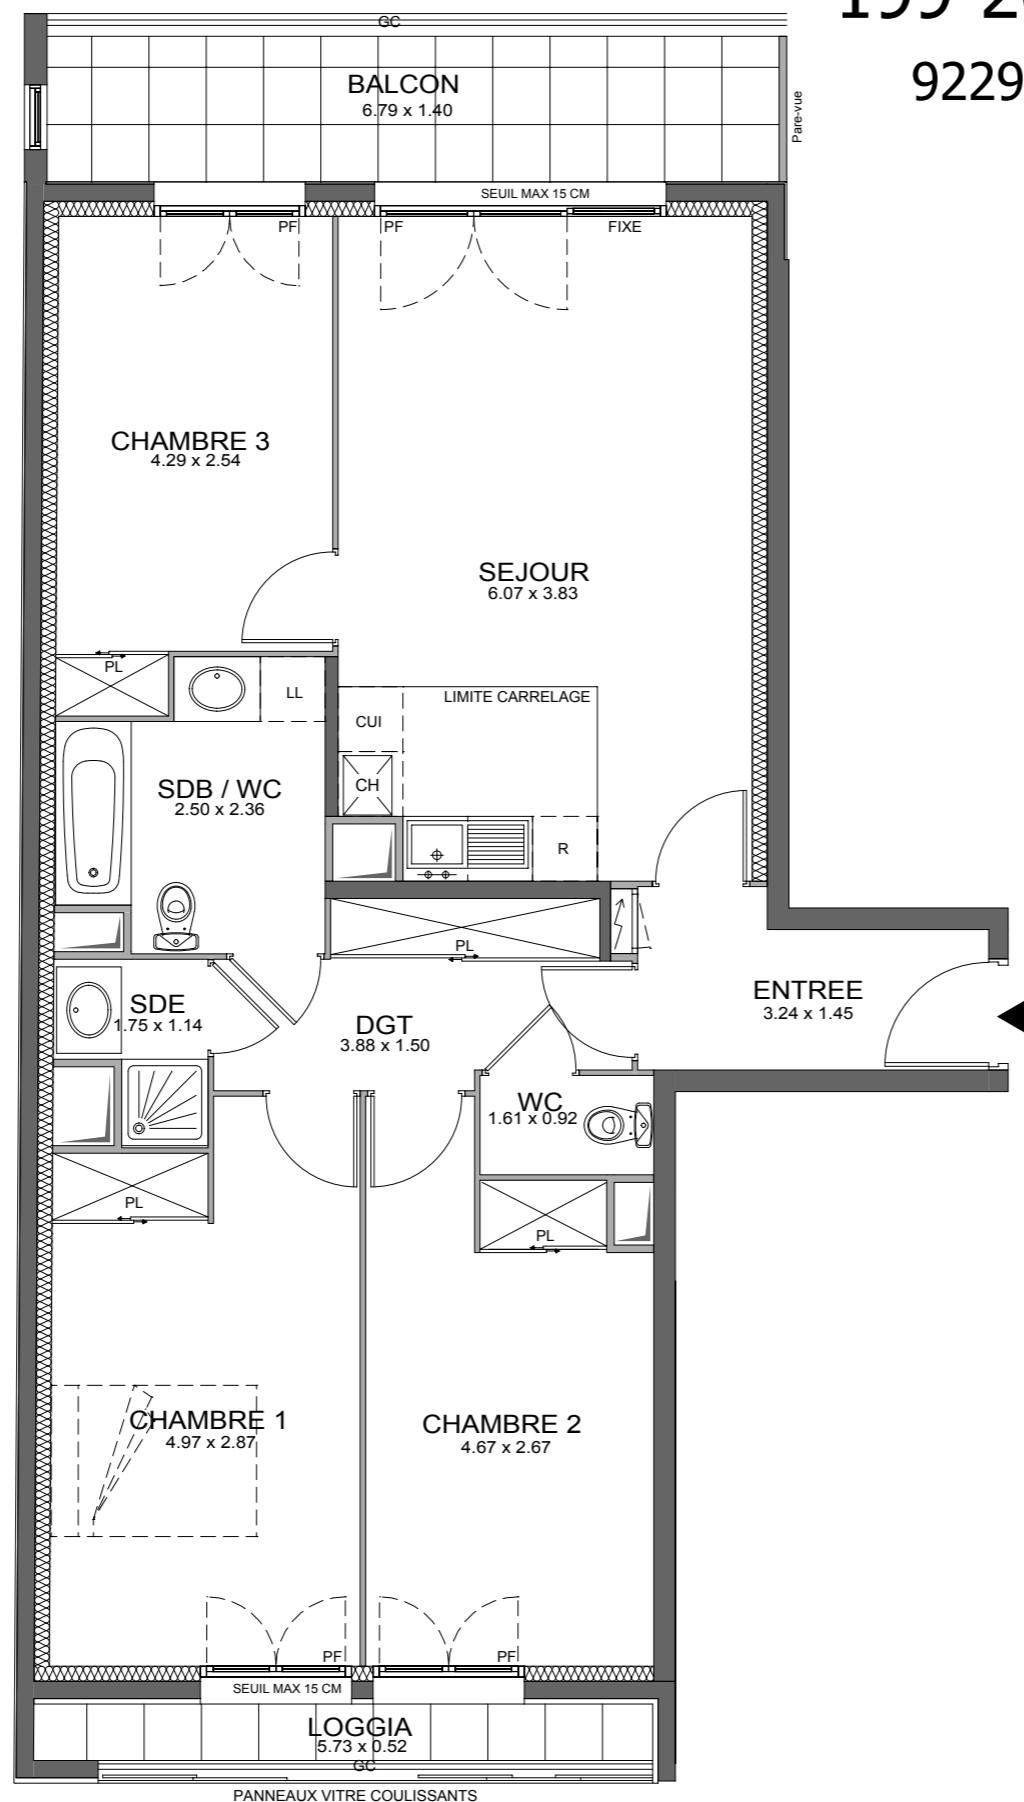 GC
9229
BALCON
6.79 x 1.40
Pare-vue
SEUIL MAX 15 CM
PF
PF
FIXE
CHAMBRE 3
4.29 x 2.54
SEJOUR
6.07 x 3.83
PL
LL
LIMITE CARRELAGE
CUI
CH
SDB / WC
2.50 x 2.36
R
PL
ENTREE
3.24 x 1.45
SDE
1.75 x 1.14
DGT
3.88 x 1.50
WC
1.61 x 0.92
PL
PL
CHAMBRE 1
4.97 x 2.87
CHAMBRE 2
4.67 x 2.67
PF
PF
SEUIL MAX 15 CM
LOGGIA
5.73 x 0.52
GC
PANNEAUX VITRE COULISSANTS